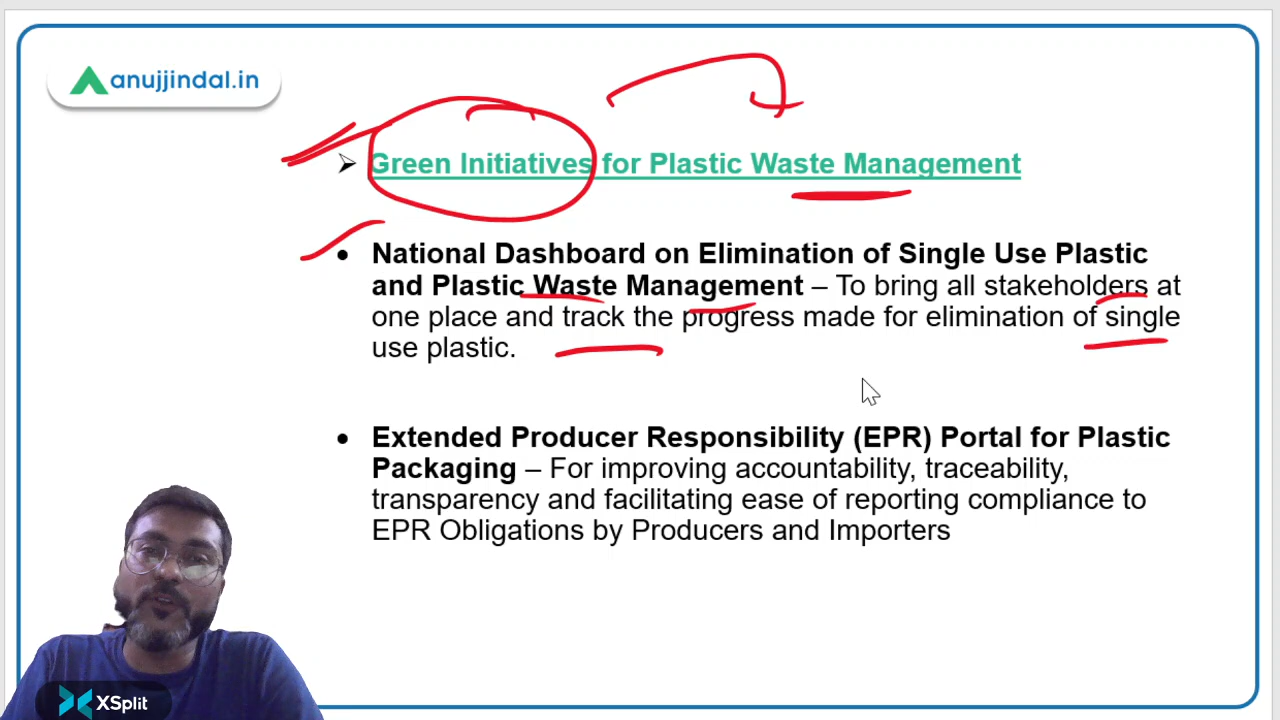 anujjindal.in
➢ Green Initiatives for Plastic Waste Management
• National Dashboard on Elimination of Single Use Plastic
and Plastic Waste Management – To bring all stakeholders at
one place and track the progress made for elimination of single
use plastic.
• Extended Producer Responsibility (EPR) Portal for Plastic
Packaging – For improving accountability, traceability,
transparency and facilitating ease of reporting compliance to
EPR Obligations by Producers and Importers
XSplit